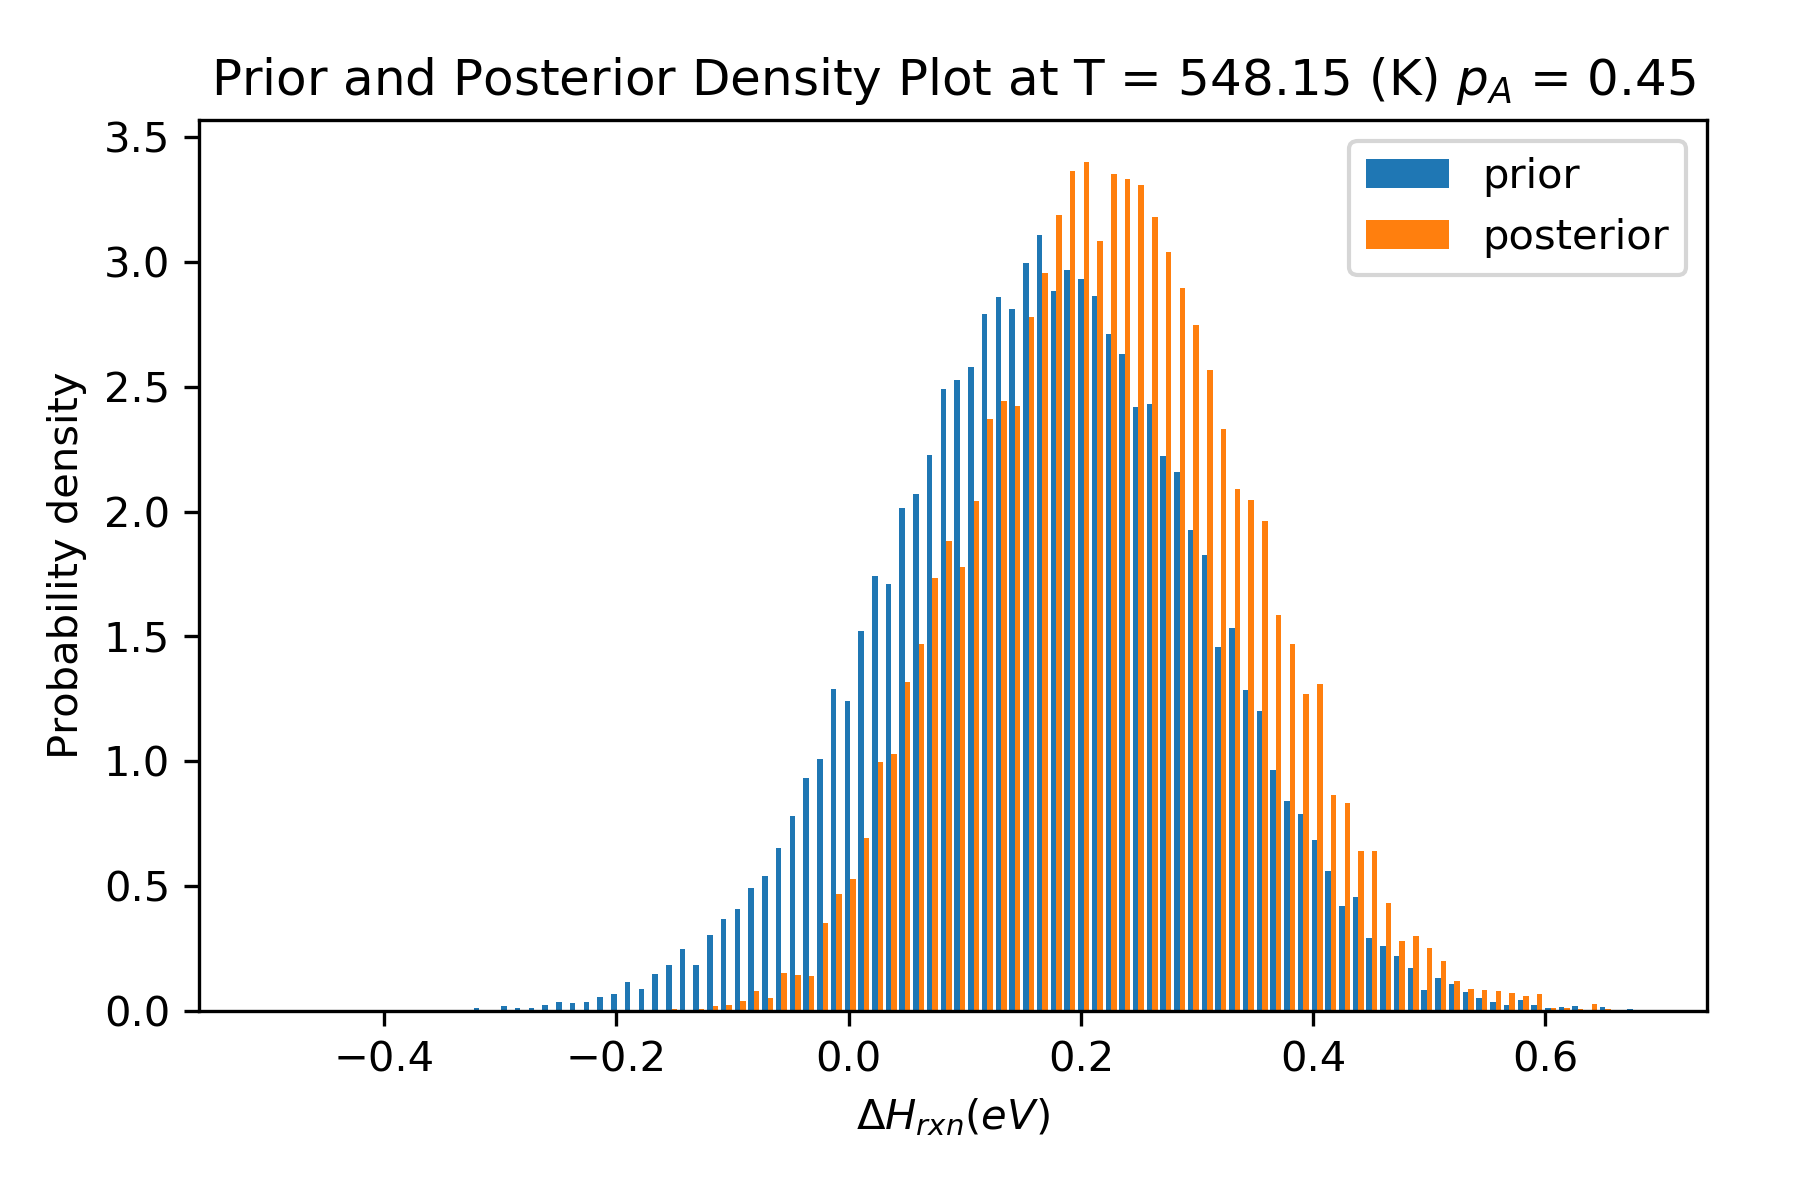 Prior and Posterior Density Plot at T = 548.15 (K) p_A = 0.45
3.5
3.0
2.5
2.0
1.5
1.0
0.5
0.0
Probability density
prior
posterior
−0.4 −0.2 0.0 0.2 0.4 0.6
ΔH_rxn(eV)